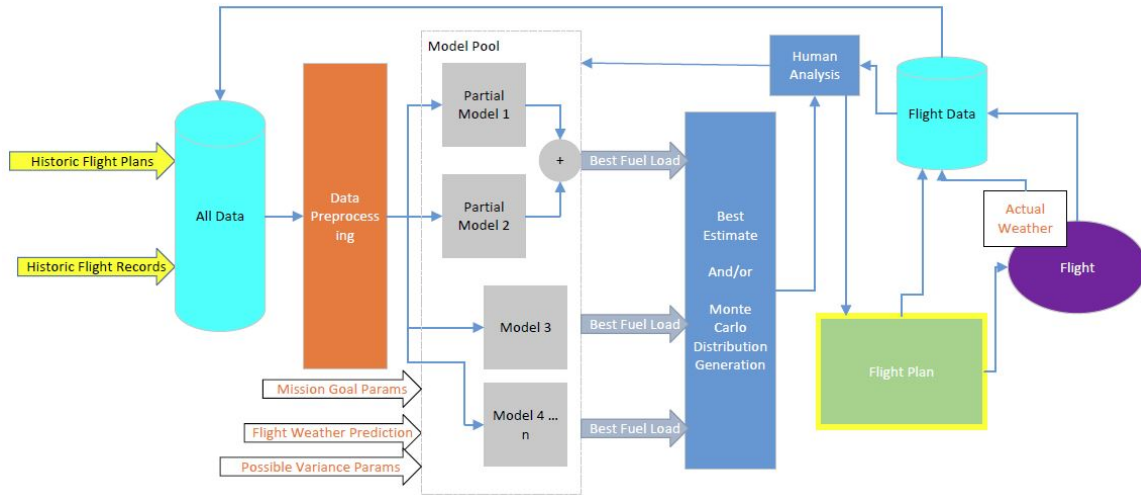 Model Pool
Human
Analysis
Flight Data
Partial
Model 1
+
Historic Flight Plans
Best Fuel Load
Data
Preprocess
ing
Partial
Model 2
All Data
Actual
Weather
Best
Estimate
And/or
Monte
Carlo
Distribution
Generation
Historic Flight Records
Flight
Model 3
Best Fuel Load
Flight Plan
Mission Goal Params
Model 4 ...
n
Flight Weather Prediction
Best Fuel Load
Possible Variance Params